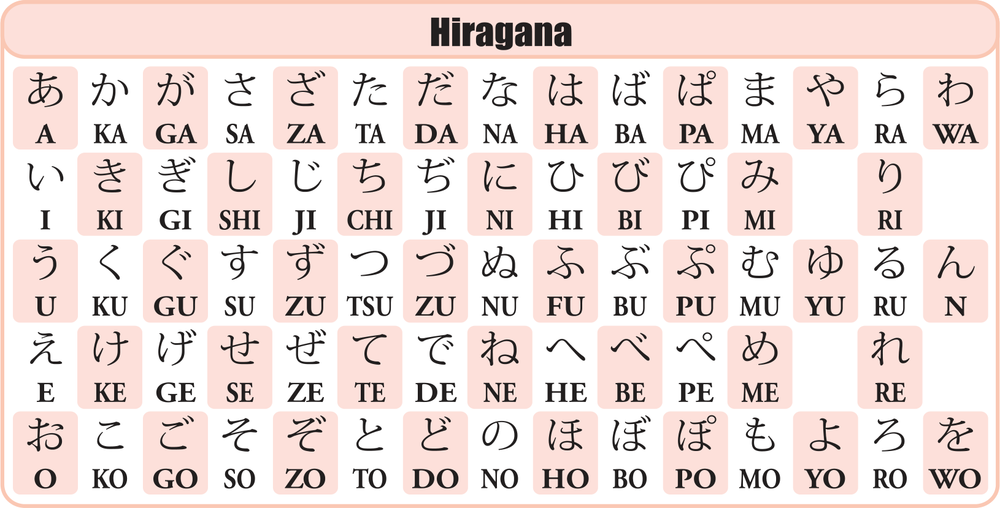 Hiragana
あ か が さ ざ た だ な は ば ぱ ま や ら わ
A KA GA SA ZA TA DA NA HA BA PA MA YA RA WA
い き ぎ し じ ち ぢ に ひ び ぴ み り
I KI GI SHI JI CHI JI NI HI BI PI MI RI
う く ぐ す ず つ づ ぬ ふ ぶ ぷ む ゆ る ん
U KU GU SU ZU TSU ZU NU FU BU PU MU YU RU N
え け げ せ ぜ て で ね へ べ ぺ め れ
E KE GE SE ZE TE DE NE HE BE PE ME RE
お こ ご そ ぞ と ど の ほ ぼ ぽ も よ ろ を
O KO GO SO ZO TO DO NO HO BO PO MO YO RO WO